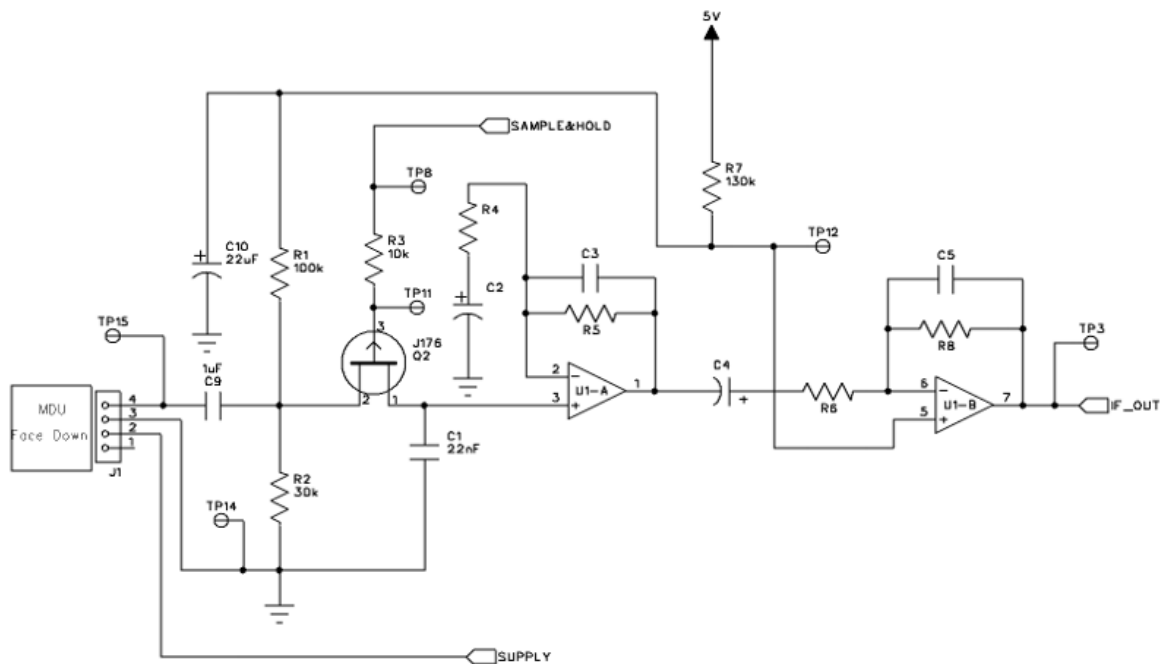 5V
SAMPLE&HOLD
TP8
R7
130k
R4
TP12
C10
22uF
R1
100k
R3
10k
C3
C5
C2
TP11
R5
R8
TP15
3
J176
Q2
TP3
1uF
C9
2
1
2
3
U1-A
1
C4
R6
6
5
U1-B
7
IF_OUT
MDU
Face Down
4
3
2
1
J1
C1
22nF
R2
30k
TP14
SUPPLY